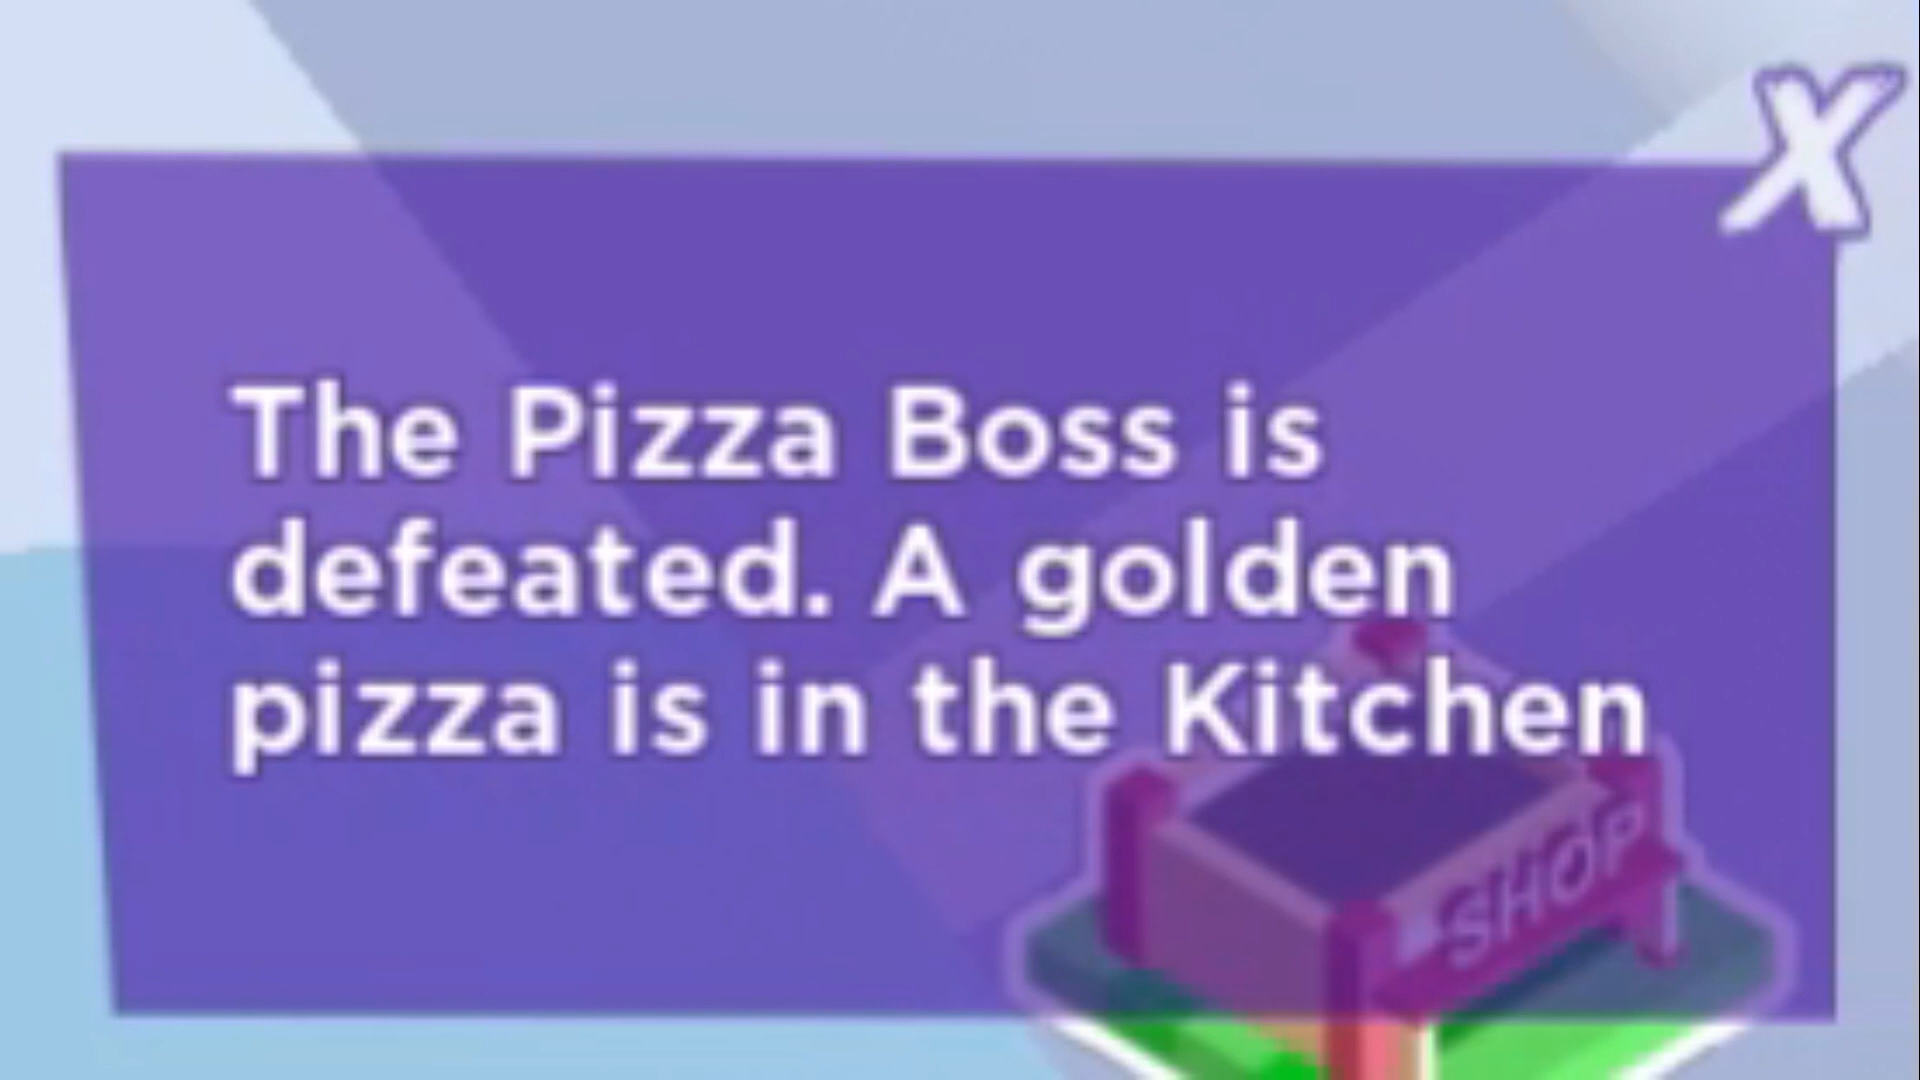 X
The Pizza Boss is
defeated. A golden
pizza is in the Kitchen
SHOP